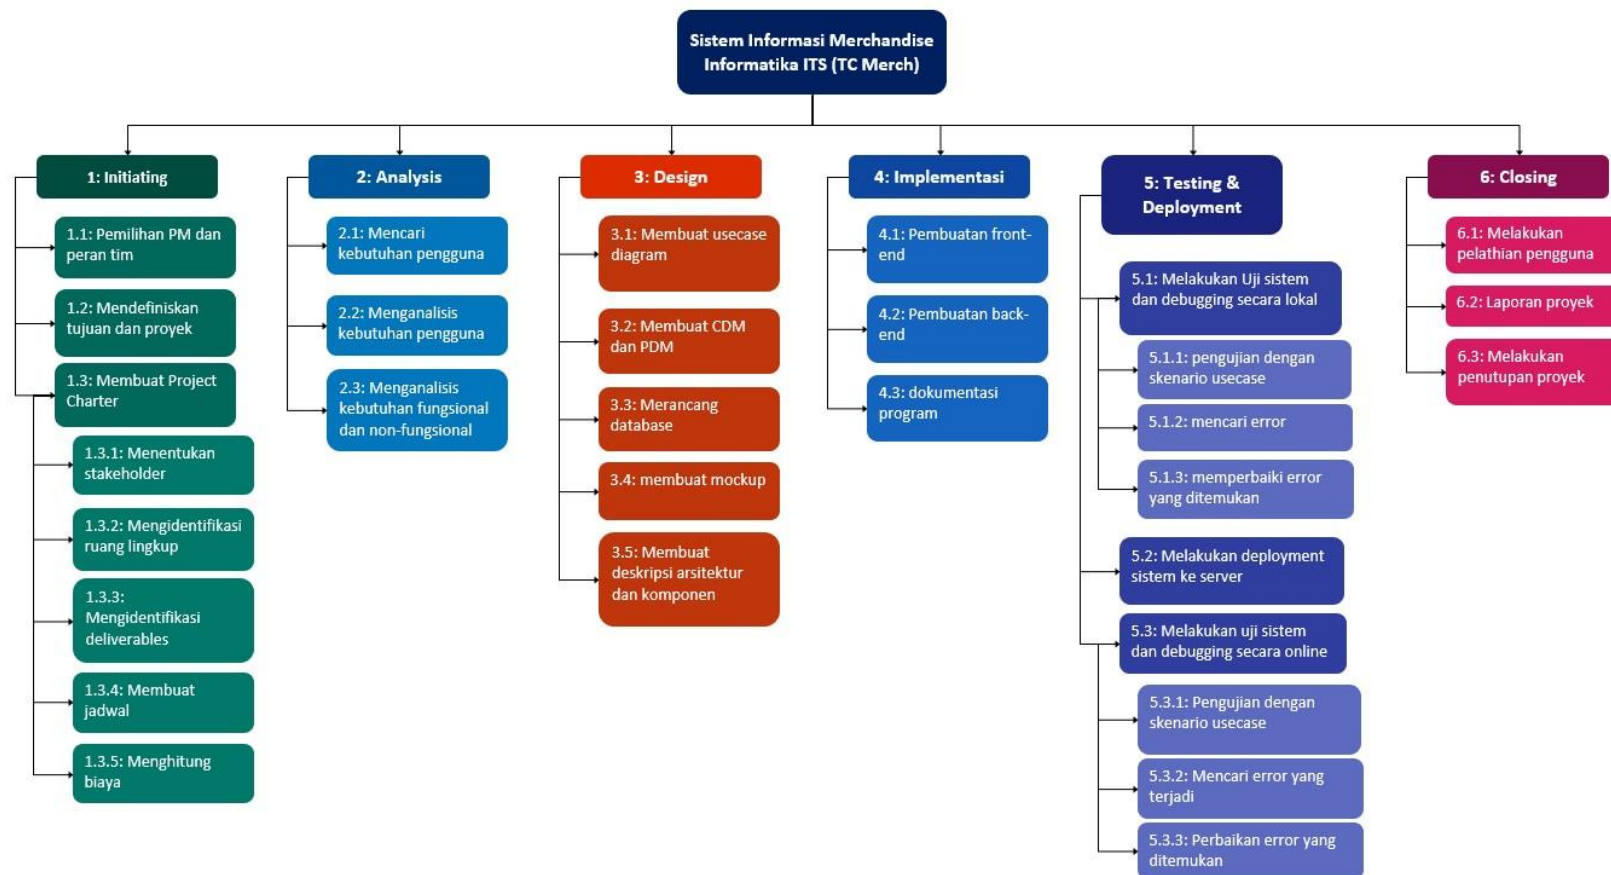 Sistem Informasi Merchandise
Informatika ITS (TC Merch)
1: Initiating
1.1: Pemilihan PM dan
peran tim
1.2: Mendefiniskan
tujuan dan proyek
1.3: Membuat Project
Charter
1.3.1: Menentukan
stakeholder
1.3.2: Mengidentifikasi
ruang lingkup
1.3.3:
Mengidentifikasi
deliverables
1.3.4: Membuat
jadwal
1.3.5: Menghitung
biaya
2: Analysis
2.1: Mencari
kebutuhan pengguna
2.2: Menganalisis
kebutuhan pengguna
2.3: Menganalisis
kebutuhan fungsional
dan non-fungsional
3: Design
3.1: Membuat usecase
diagram
3.2: Membuat CDM
dan PDM
3.3: Merancang
database
3.4: membuat mockup
3.5: Membuat
deskripsi arsitektur
dan komponen
4: Implementasi
4.1: Pembuatan front-
end
4.2: Pembuatan back-
end
4.3: dokumentasi
program
5: Testing &
Deployment
5.1: Melakukan Uji sistem
dan debugging secara lokal
5.1.1: pengujian dengan
skenario usecase
5.1.2: mencari error
5.1.3: memperbaiki error
yang ditemukan
5.2: Melakukan deployment
sistem ke server
5.3: Melakukan uji sistem
dan debugging secara online
5.3.1: Pengujian dengan
skenario usecase
5.3.2: Mencari error yang
terjadi
5.3.3: Perbaikan error yang
ditemukan
6: Closing
6.1: Melakukan
pelathian pengguna
6.2: Laporan proyek
6.3: Melakukan
penutupan proyek